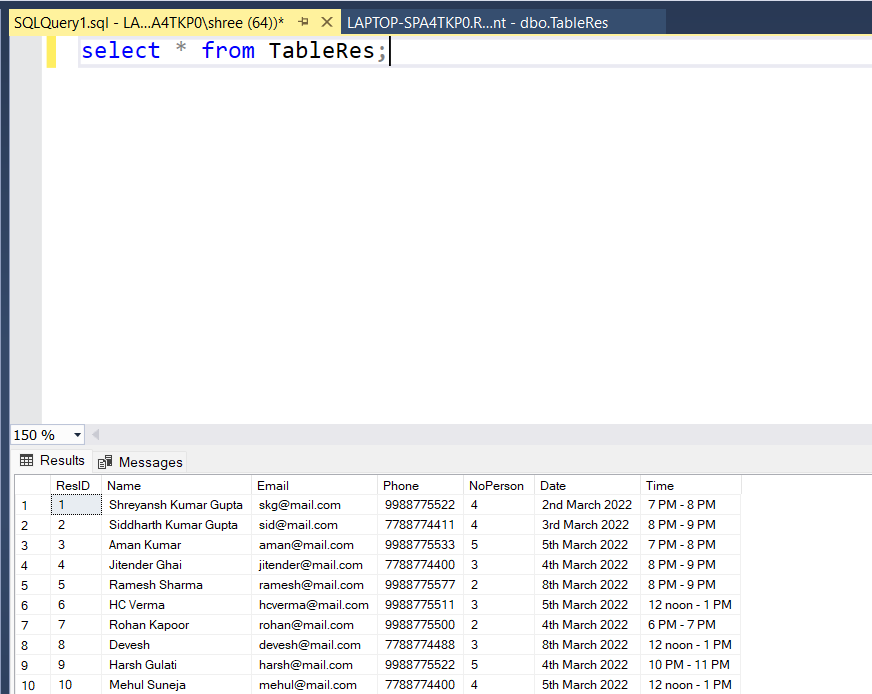 SQLQuery1.sql - LA...A4TKP0\shree (64))* LAPTOP-SPA4TKP0.R...nt - dbo.TableRes
select * from TableRes;
150 %
Results Messages
ResID Name Email Phone NoPerson Date Time
1 1 Shreyansh Kumar Gupta skg@mail.com 9988775522 4 2nd March 2022 7 PM - 8 PM
2 2 Siddharth Kumar Gupta sid@mail.com 7788774411 4 3rd March 2022 8 PM - 9 PM
3 3 Aman Kumar aman@mail.com 9988775533 5 5th March 2022 7 PM - 8 PM
4 4 Jitender Ghai jitender@mail.com 7788774400 3 4th March 2022 8 PM - 9 PM
5 5 Ramesh Sharma ramesh@mail.com 9988775577 2 8th March 2022 8 PM - 9 PM
6 6 HC Verma hcverma@mail.com 9988775511 3 5th March 2022 12 noon - 1 PM
7 7 Rohan Kapoor rohan@mail.com 9988775500 2 4th March 2022 6 PM - 7 PM
8 8 Devesh devesh@mail.com 7788774488 3 8th March 2022 12 noon - 1 PM
9 9 Harsh Gulati harsh@mail.com 9988775522 5 4th March 2022 10 PM - 11 PM
10 10 Mehul Suneja mehul@mail.com 7788774400 4 5th March 2022 12 noon - 1 PM